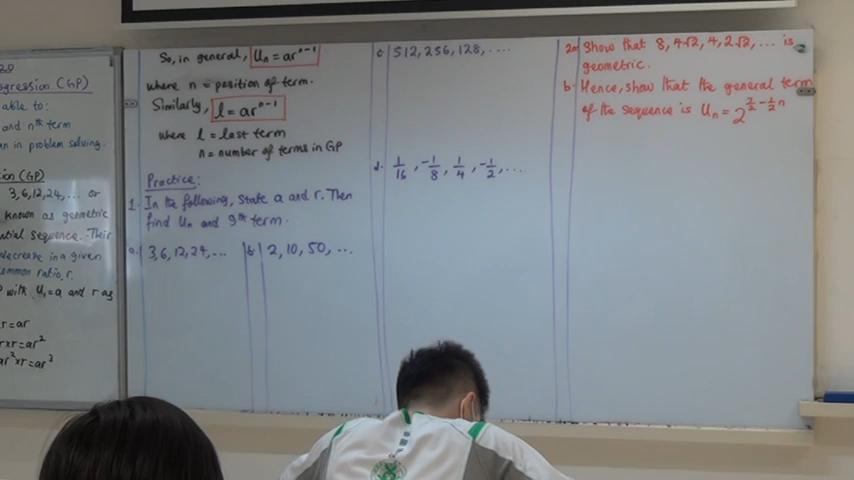 gression (GP)
able to:
and nth term
n in problem solving.
ion (GP)
3, 6, 12, 24, ... or
known as geometric
ntial sequence. Their
decrease in a given
ommon ratio, r.
with U₁ = a and r as
r = ar
r×r = ar²
ar²×r = ar³
So, in general, Uₙ = arⁿ⁻¹
where n = position of term.
Similarly, l = arⁿ⁻¹
where l = last term
n = number of terms in GP
Practice:
1. In the following, state a and r. Then
find Uₙ and 9th term.
a. 3, 6, 12, 24, ...
b. 2, 10, 50, ...
c. 512, 256, 128, ....
d. 1/16, -1/8, 1/4, -1/2, ...
2a. Show that 8, 4√2, 4, 2√2, ... is
geometric.
b. Hence, show that the general term
of the sequence is Uₙ = 2^(7/2 - 1/2 n)